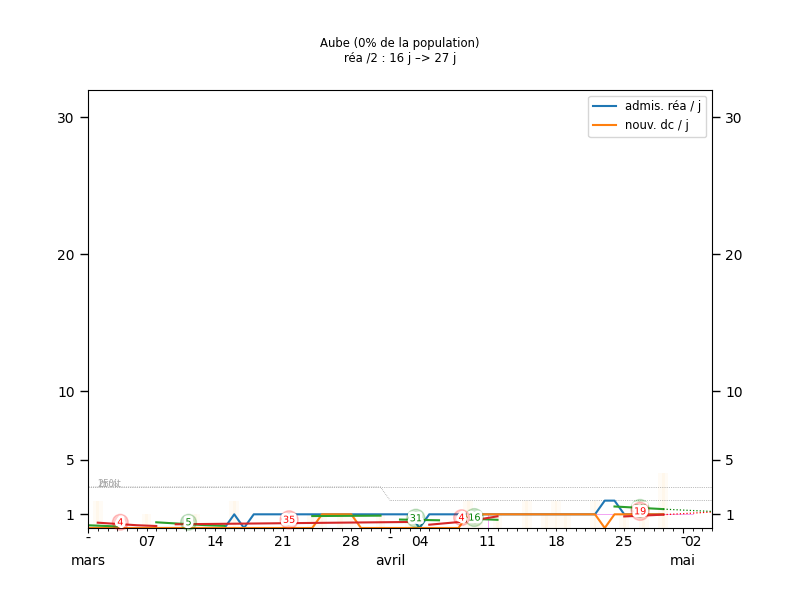 Aube (0% de la population)
réa /2 : 16 j –> 27 j
admis. réa / j
nouv. dc / j
30 30
20 20
10 10
5 5
1 1
4 5 35 31 4 16 19
- 07 14 21 28 - 04 11 18 25 - 02
mars avril mai